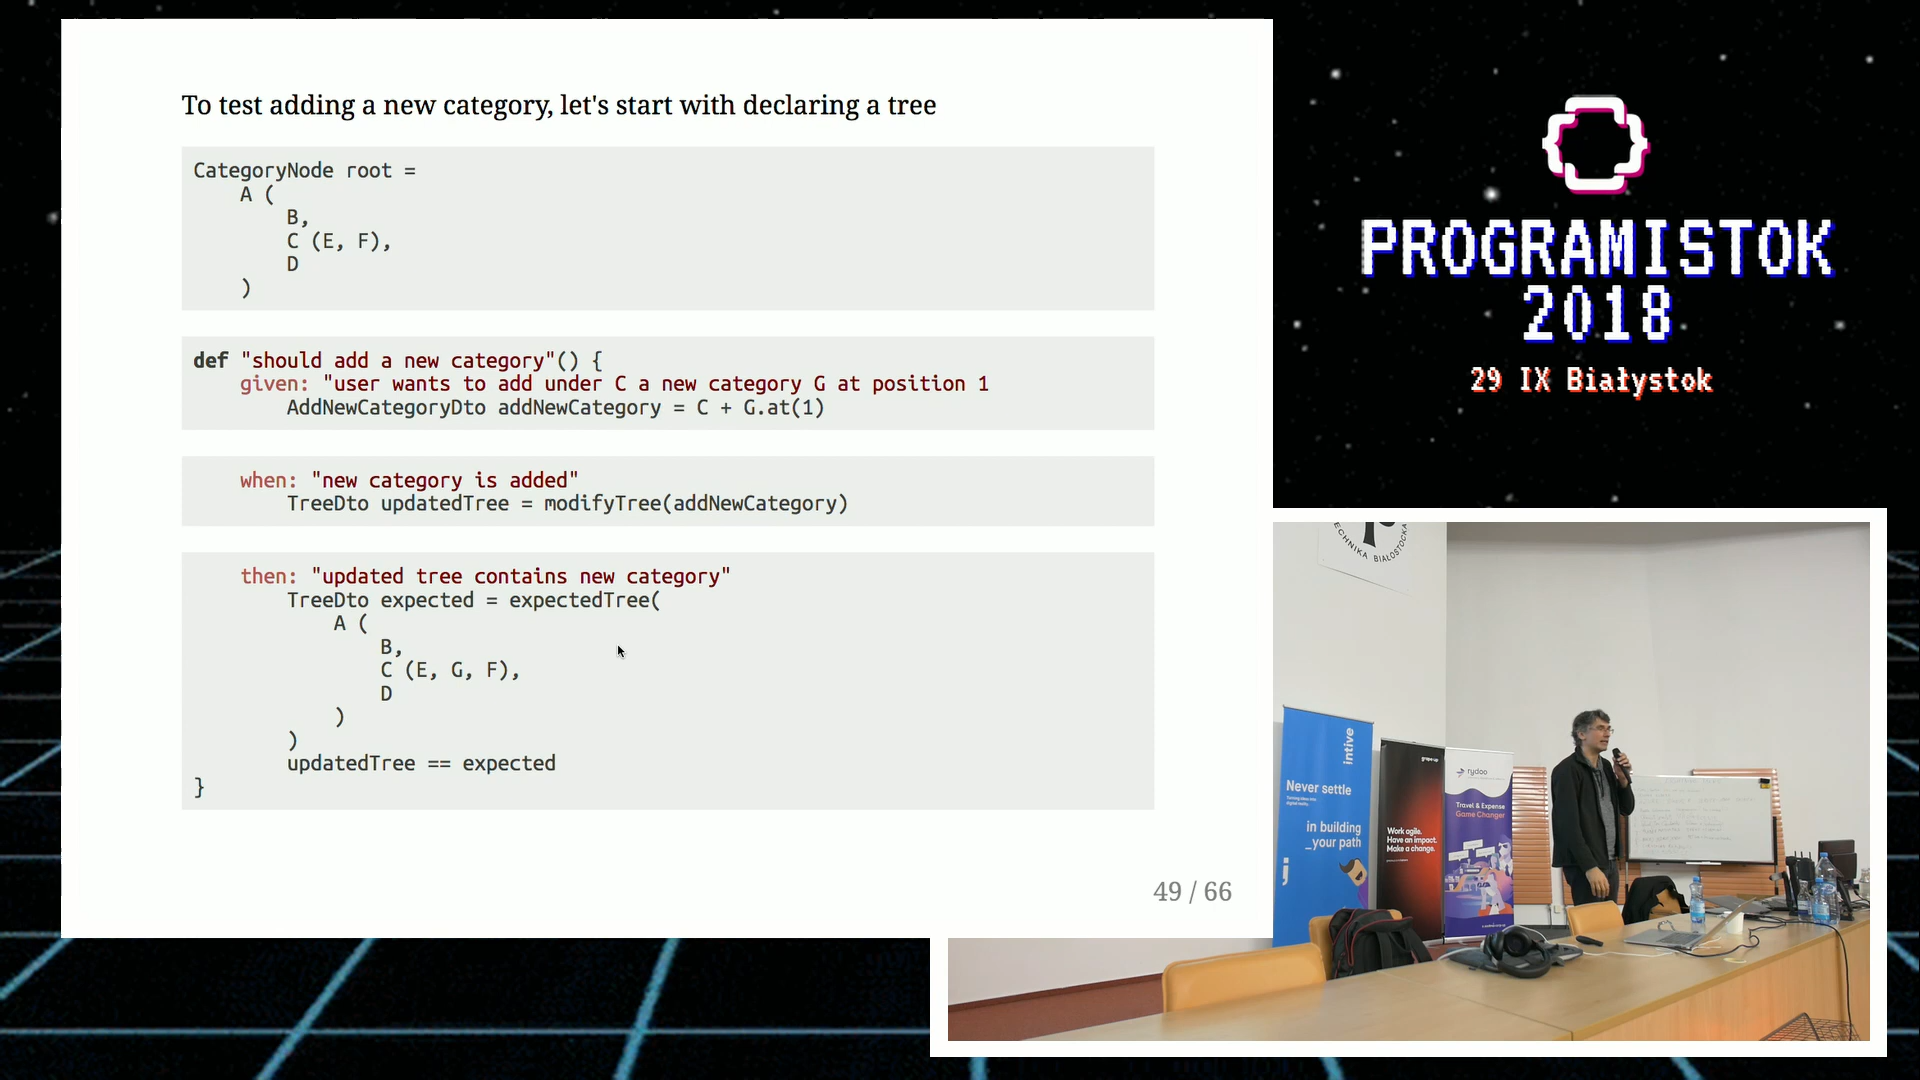 To test adding a new category, let's start with declaring a tree
CategoryNode root =
A (
B,
C (E, F),
D
)
def "should add a new category"() {
given: "user wants to add under C a new category G at position 1
AddNewCategoryDto addNewCategory = C + G.at(1)
when: "new category is added"
TreeDto updatedTree = modifyTree(addNewCategory)
then: "updated tree contains new category"
TreeDto expected = expectedTree(
A (
B,
C (E, G, F),
D
)
)
updatedTree == expected
}
49 / 66
PROGRAMISTOK
2018
29 IX Białystok
ECHNIKA BIAŁOSTOCKA
intive
Never settle
in building
_your path
grape-up
Work agile.
Have an impact.
Make a change.
rydoo
Travel & Expense
Game Changer